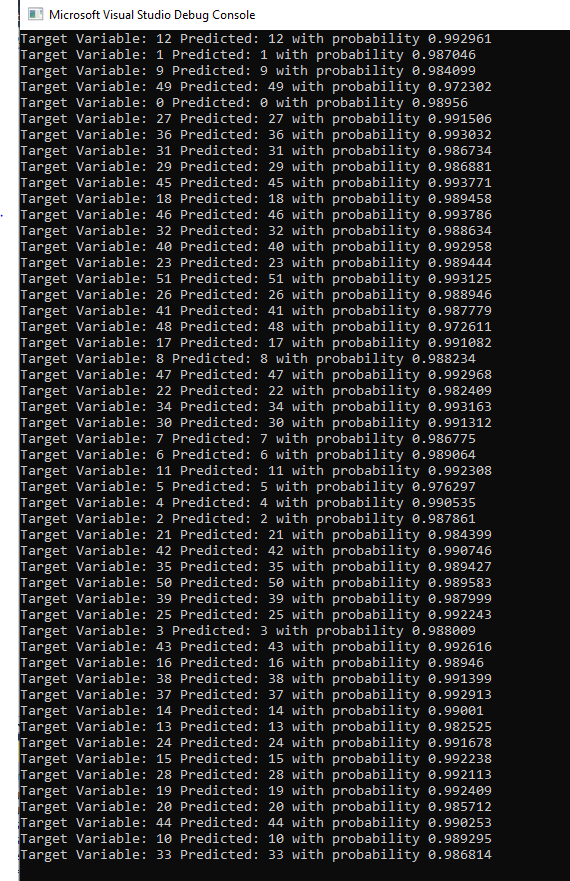 Microsoft Visual Studio Debug Console
Target Variable: 12 Predicted: 12 with probability 0.992961
Target Variable: 1 Predicted: 1 with probability 0.987046
Target Variable: 9 Predicted: 9 with probability 0.984099
Target Variable: 49 Predicted: 49 with probability 0.972302
Target Variable: 0 Predicted: 0 with probability 0.98956
Target Variable: 27 Predicted: 27 with probability 0.991506
Target Variable: 36 Predicted: 36 with probability 0.993032
Target Variable: 31 Predicted: 31 with probability 0.986734
Target Variable: 29 Predicted: 29 with probability 0.986881
Target Variable: 45 Predicted: 45 with probability 0.993771
Target Variable: 18 Predicted: 18 with probability 0.989458
Target Variable: 46 Predicted: 46 with probability 0.993786
Target Variable: 32 Predicted: 32 with probability 0.988634
Target Variable: 40 Predicted: 40 with probability 0.992958
Target Variable: 23 Predicted: 23 with probability 0.989444
Target Variable: 51 Predicted: 51 with probability 0.993125
Target Variable: 26 Predicted: 26 with probability 0.988946
Target Variable: 41 Predicted: 41 with probability 0.987779
Target Variable: 48 Predicted: 48 with probability 0.972611
Target Variable: 17 Predicted: 17 with probability 0.991082
Target Variable: 8 Predicted: 8 with probability 0.988234
Target Variable: 47 Predicted: 47 with probability 0.992968
Target Variable: 22 Predicted: 22 with probability 0.982409
Target Variable: 34 Predicted: 34 with probability 0.993163
Target Variable: 30 Predicted: 30 with probability 0.991312
Target Variable: 7 Predicted: 7 with probability 0.986775
Target Variable: 6 Predicted: 6 with probability 0.989064
Target Variable: 11 Predicted: 11 with probability 0.992308
Target Variable: 5 Predicted: 5 with probability 0.976297
Target Variable: 4 Predicted: 4 with probability 0.990535
Target Variable: 2 Predicted: 2 with probability 0.987861
Target Variable: 21 Predicted: 21 with probability 0.984399
Target Variable: 42 Predicted: 42 with probability 0.990746
Target Variable: 35 Predicted: 35 with probability 0.989427
Target Variable: 50 Predicted: 50 with probability 0.989583
Target Variable: 39 Predicted: 39 with probability 0.987999
Target Variable: 25 Predicted: 25 with probability 0.992243
Target Variable: 3 Predicted: 3 with probability 0.988009
Target Variable: 43 Predicted: 43 with probability 0.992616
Target Variable: 16 Predicted: 16 with probability 0.98946
Target Variable: 38 Predicted: 38 with probability 0.991399
Target Variable: 37 Predicted: 37 with probability 0.992913
Target Variable: 14 Predicted: 14 with probability 0.99001
Target Variable: 13 Predicted: 13 with probability 0.982525
Target Variable: 24 Predicted: 24 with probability 0.991678
Target Variable: 15 Predicted: 15 with probability 0.992238
Target Variable: 28 Predicted: 28 with probability 0.992113
Target Variable: 19 Predicted: 19 with probability 0.992409
Target Variable: 20 Predicted: 20 with probability 0.985712
Target Variable: 44 Predicted: 44 with probability 0.990253
Target Variable: 10 Predicted: 10 with probability 0.989295
Target Variable: 33 Predicted: 33 with probability 0.986814